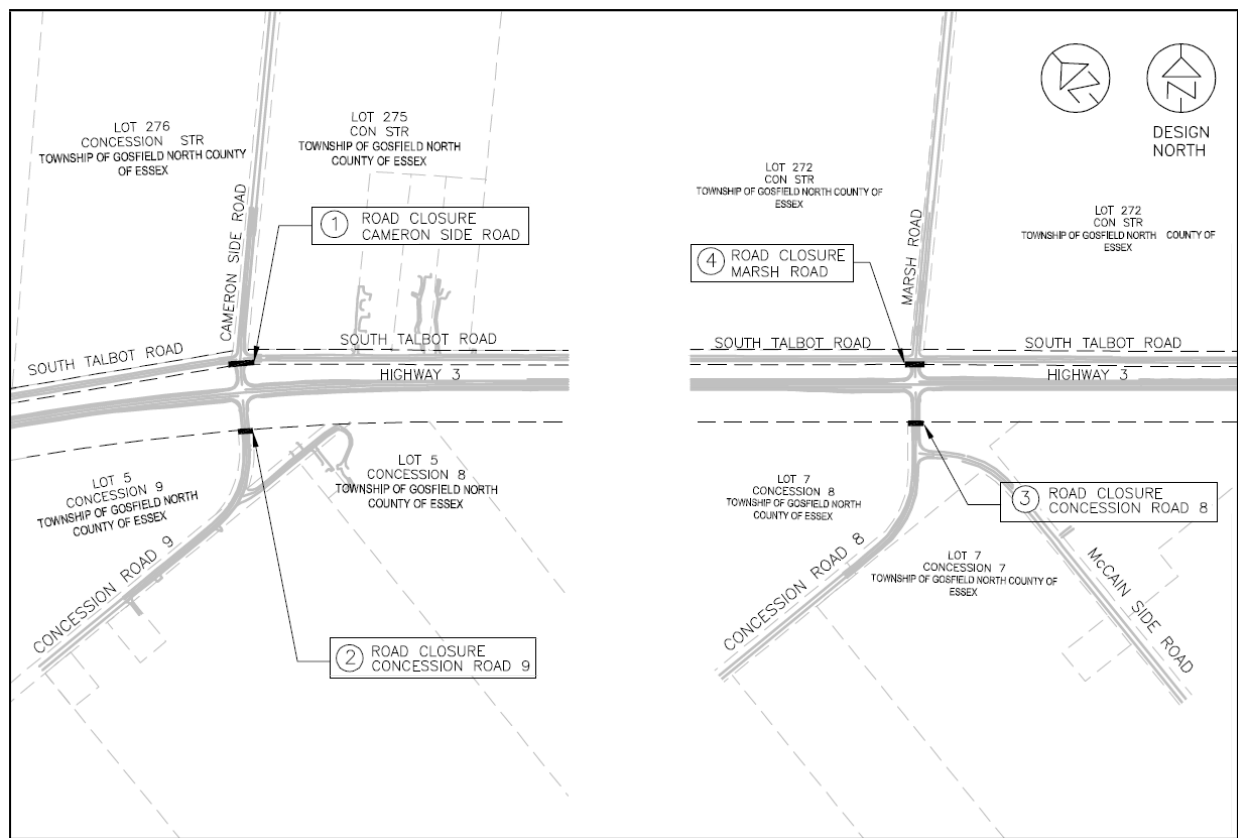 LOT 276
CONCESSION STR
TOWNSHIP OF GOSFIELD NORTH COUNTY
OF ESSEX
LOT 275
CON STR
TOWNSHIP OF GOSFIELD NORTH
COUNTY OF ESSEX
CAMERON SIDE ROAD
1 ROAD CLOSURE
CAMERON SIDE ROAD
SOUTH TALBOT ROAD
SOUTH TALBOT ROAD
HIGHWAY 3
LOT 5
CONCESSION 9
TOWNSHIP OF GOSFIELD NORTH
COUNTY OF ESSEX
LOT 5
CONCESSION 8
TOWNSHIP OF GOSFIELD NORTH
COUNTY OF ESSEX
CONCESSION ROAD 9
2 ROAD CLOSURE
CONCESSION ROAD 9
N
N
DESIGN
NORTH
LOT 272
CON STR
TOWNSHIP OF GOSFIELD NORTH COUNTY OF
ESSEX
LOT 272
CON STR
TOWNSHIP OF GOSFIELD NORTH COUNTY OF
ESSEX
MARSH ROAD
4 ROAD CLOSURE
MARSH ROAD
SOUTH TALBOT ROAD
SOUTH TALBOT ROAD
HIGHWAY 3
LOT 7
CONCESSION 8
TOWNSHIP OF GOSFIELD NORTH
COUNTY OF ESSEX
3 ROAD CLOSURE
CONCESSION ROAD 8
LOT 7
CONCESSION 7
TOWNSHIP OF GOSFIELD NORTH COUNTY OF
ESSEX
CONCESSION ROAD 8
McCAIN SIDE ROAD